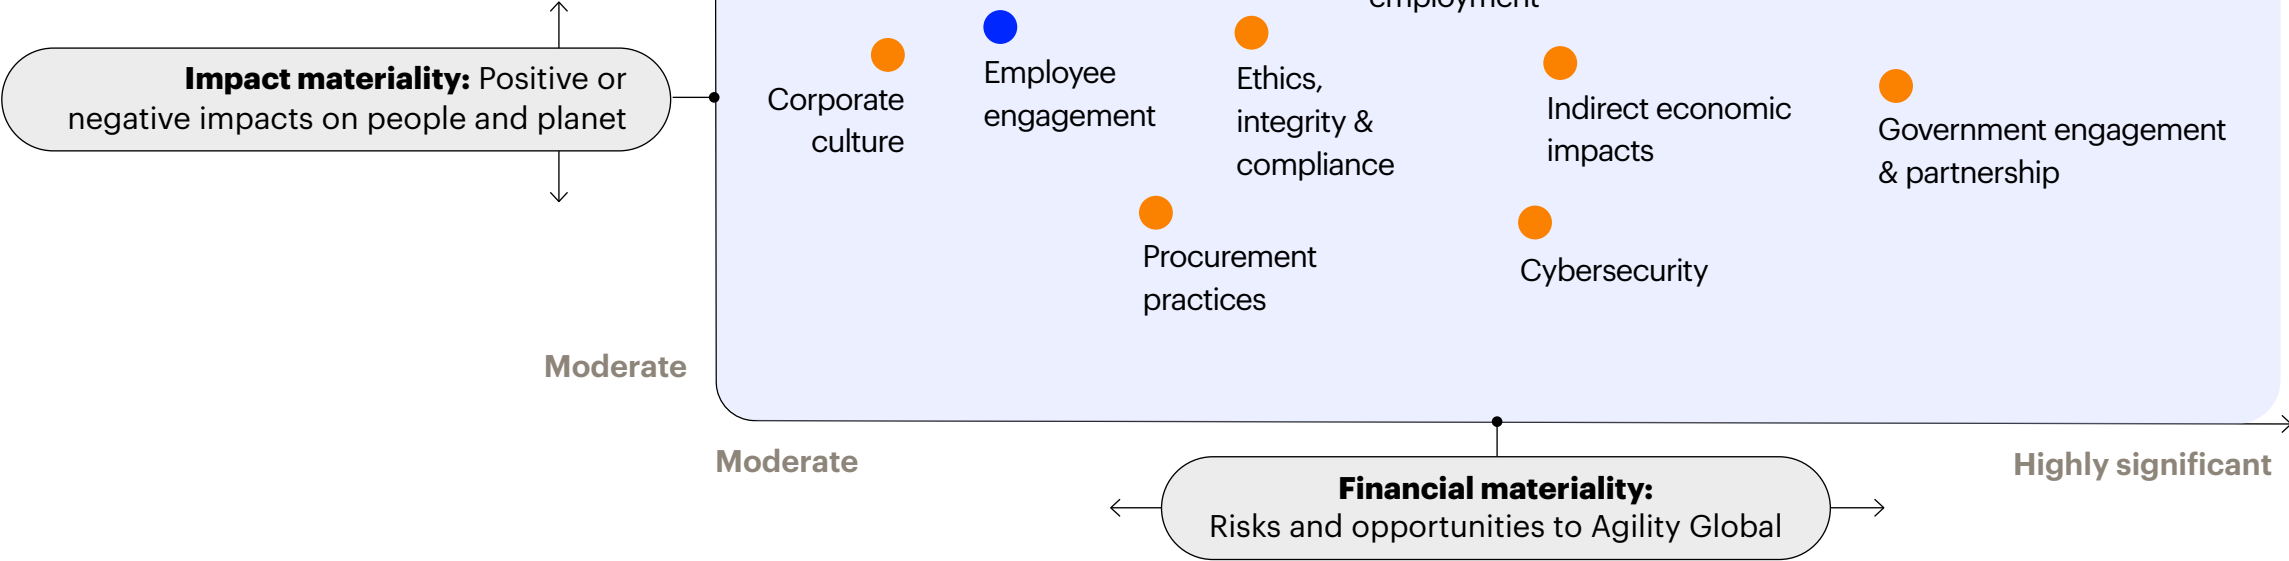 employment
Impact materiality: Positive or
negative impacts on people and planet
Corporate
culture
Employee
engagement
Ethics,
integrity &
compliance
Indirect economic
impacts
Government engagement
& partnership
Procurement
practices
Cybersecurity
Moderate
Moderate
Highly significant
Financial materiality:
Risks and opportunities to Agility Global